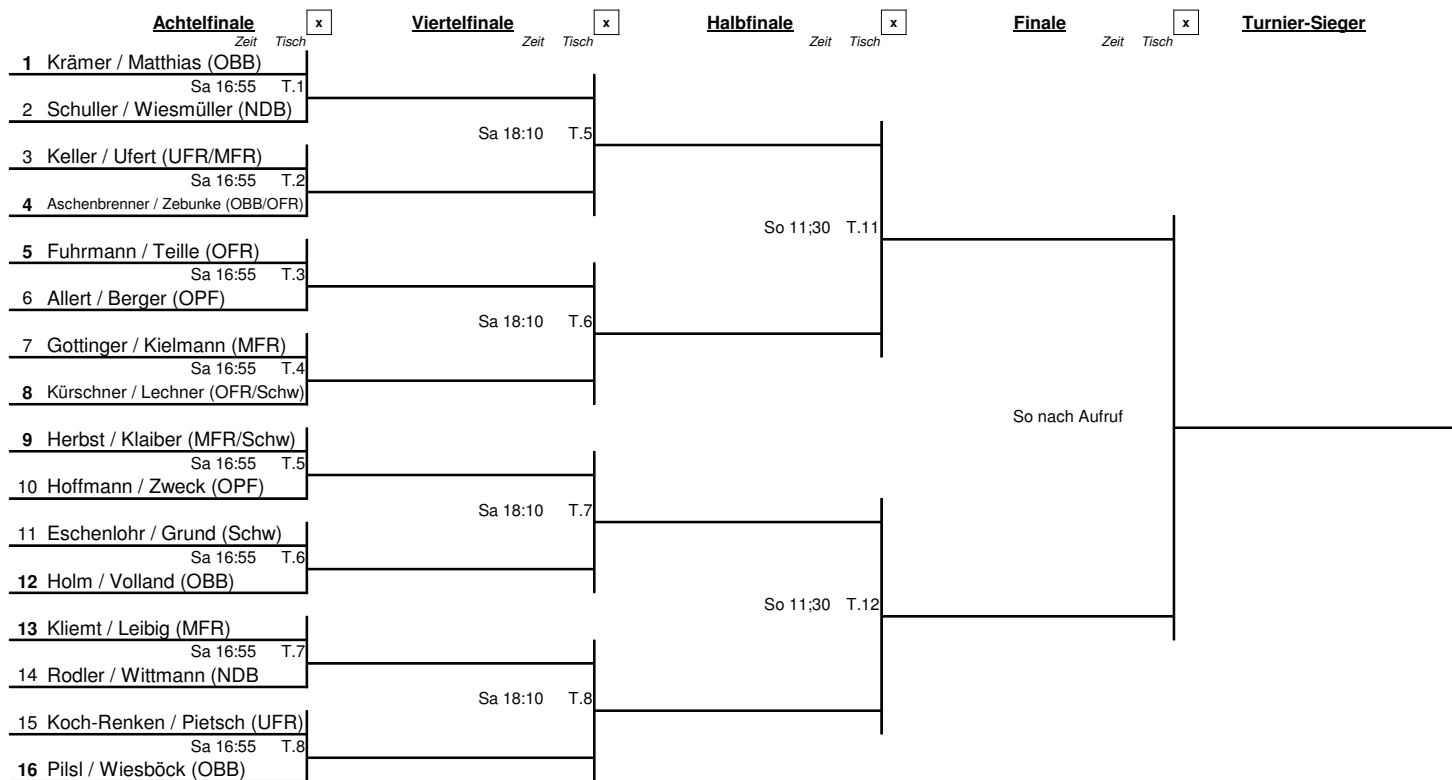 Achtelfinale x Viertelfinale x Halbfinale x Finale x Turnier-Sieger
Zeit Tisch Zeit Tisch Zeit Tisch Zeit Tisch
1 Krämer / Matthias (OBB)
Sa 16:55 T.1
2 Schuller / Wiesmüller (NDB)
Sa 18:10 T.5
3 Keller / Ufert (UFR/MFR)
Sa 16:55 T.2
4 Aschenbrenner / Zebunke (OBB/OFR)
So 11;30 T.11
5 Fuhrmann / Teille (OFR)
Sa 16:55 T.3
6 Allert / Berger (OPF)
Sa 18:10 T.6
7 Gottinger / Kielmann (MFR)
Sa 16:55 T.4
8 Kürschner / Lechner (OFR/Schw)
So nach Aufruf
9 Herbst / Klaiber (MFR/Schw)
Sa 16:55 T.5
10 Hoffmann / Zweck (OPF)
Sa 18:10 T.7
11 Eschenlohr / Grund (Schw)
Sa 16:55 T.6
12 Holm / Volland (OBB)
So 11;30 T.12
13 Kliemt / Leibig (MFR)
Sa 16:55 T.7
14 Rodler / Wittmann (NDB
Sa 18:10 T.8
15 Koch-Renken / Pietsch (UFR)
Sa 16:55 T.8
16 Pilsl / Wiesböck (OBB)